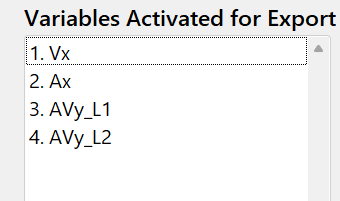 Variables Activated for Export
1. Vx
2. Ax
3. AVy_L1
4. AVy_L2